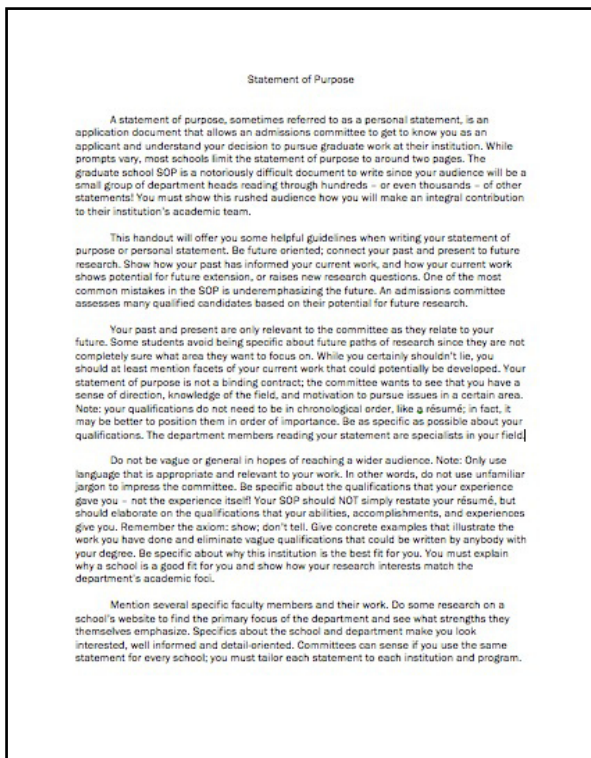 Statement of Purpose
A statement of purpose, sometimes referred to as a personal statement, is an
application document that allows an admissions committee to get to know you as an
applicant and understand your decision to pursue graduate work at their institution. While
prompts vary, most schools limit the statement of purpose to around two pages. The
graduate school SOP is a notoriously difficult document to write since your audience will be a
small group of department heads reading through hundreds – or even thousands – of other
statements! You must show this rushed audience how you will make an integral contribution
to their institution's academic team.
This handout will offer you some helpful guidelines when writing your statement of
purpose or personal statement. Be future oriented; connect your past and present to future
research. Show how your past has informed your current work, and how your current work
shows potential for future extension, or raises new research questions. One of the most
common mistakes in the SOP is underemphasizing the future. An admissions committee
assesses many qualified candidates based on their potential for future research.
Your past and present are only relevant to the committee as they relate to your
future. Some students avoid being specific about future paths of research since they are not
completely sure what area they want to focus on. While you certainly shouldn't lie, you
should at least mention facets of your current work that could potentially be developed. Your
statement of purpose is not a binding contract; the committee wants to see that you have a
sense of direction, knowledge of the field, and motivation to pursue issues in a certain area.
Note: your qualifications do not need to be in chronological order, like a résumé; in fact, it
may be better to position them in order of importance. Be as specific as possible about your
qualifications. The department members reading your statement are specialists in your field.
Do not be vague or general in hopes of reaching a wider audience. Note: Only use
language that is appropriate and relevant to your work. In other words, do not use unfamiliar
jargon to impress the committee. Be specific about the qualifications that your experience
gave you – not the experience itself! Your SOP should NOT simply restate your résumé, but
should elaborate on the qualifications that your abilities, accomplishments, and experiences
give you. Remember the axiom: show; don't tell. Give concrete examples that illustrate the
work you have done and eliminate vague qualifications that could be written by anybody with
your degree. Be specific about why this institution is the best fit for you. You must explain
why a school is a good fit for you and show how your research interests match the
department's academic foci.
Mention several specific faculty members and their work. Do some research on a
school's website to find the primary focus of the department and see what strengths they
themselves emphasize. Specifics about the school and department make you look
interested, well informed and detail-oriented. Committees can sense if you use the same
statement for every school; you must tailor each statement to each institution and program.